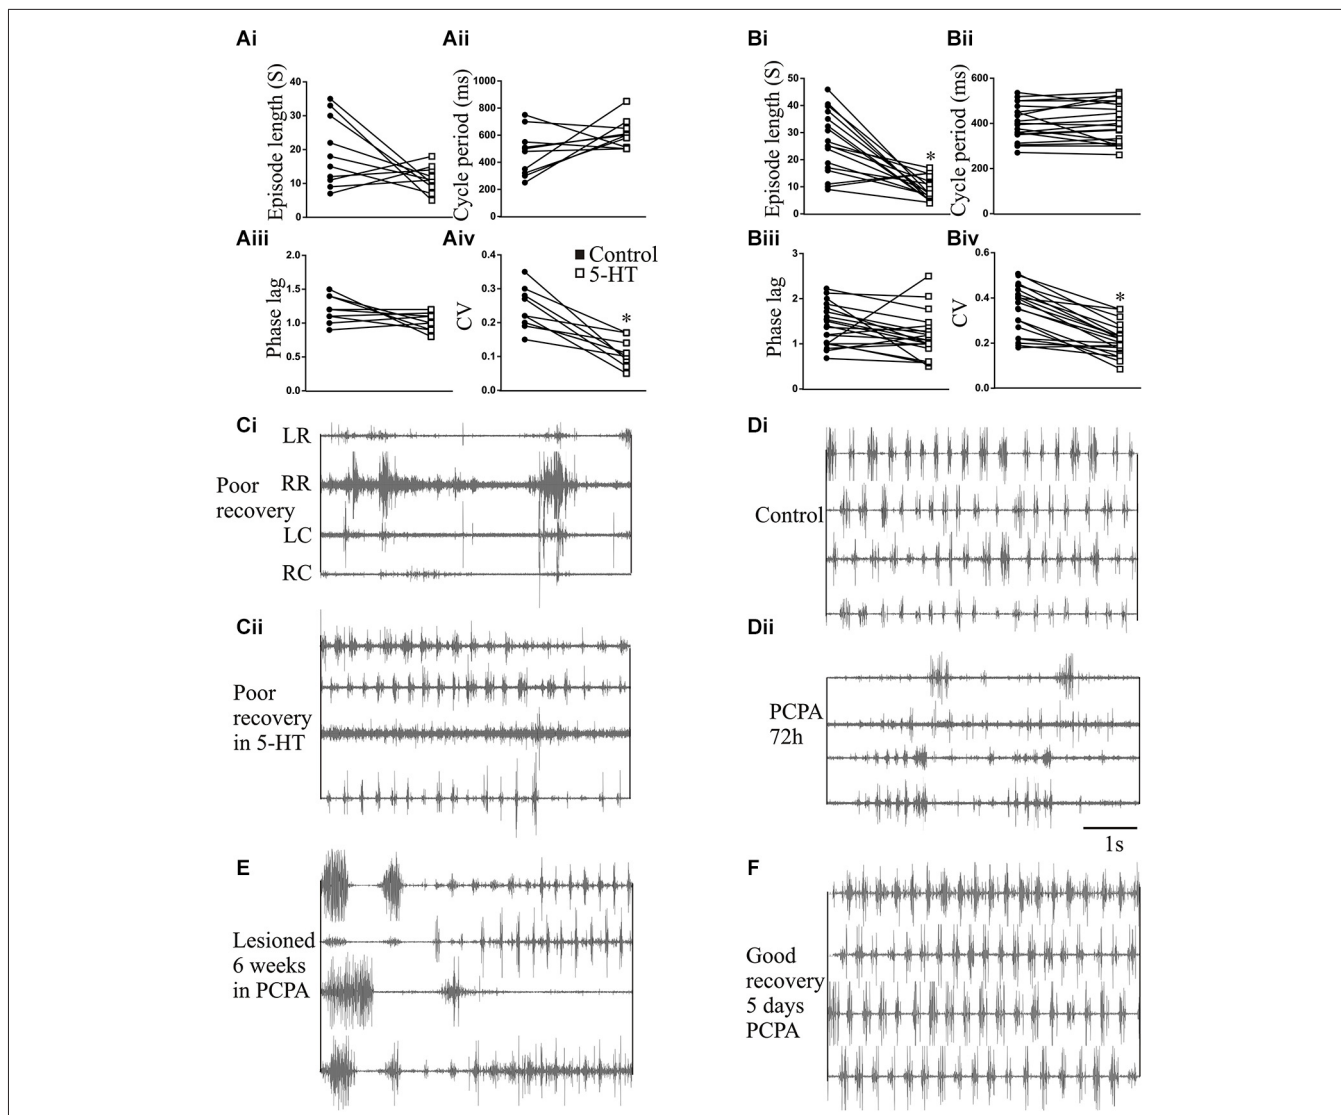 Ai
Episode length (S)
40
30
20
10
0
Aii
Cycle period (ms)
1000
800
600
400
200
0
Bi
Episode length (S)
50
40
30
20
10
0
*
Bii
Cycle period (ms)
600
400
200
0
Aiii
Phase lag
2.0
1.5
1.0
0.5
0.0
Aiv
CV
0.4
0.3
0.2
0.1
0.0
Control
5-HT
*
Biii
Phase lag
3
2
1
0
Biv
CV
0.6
0.4
0.2
0.0
*
Ci
LR
RR
Poor
recovery
LC
RC
Di
Control
Cii
Poor
recovery
in 5-HT
Dii
PCPA
72h
1s
E
Lesioned
6 weeks
in PCPA
F
Good
recovery
5 days
PCPA